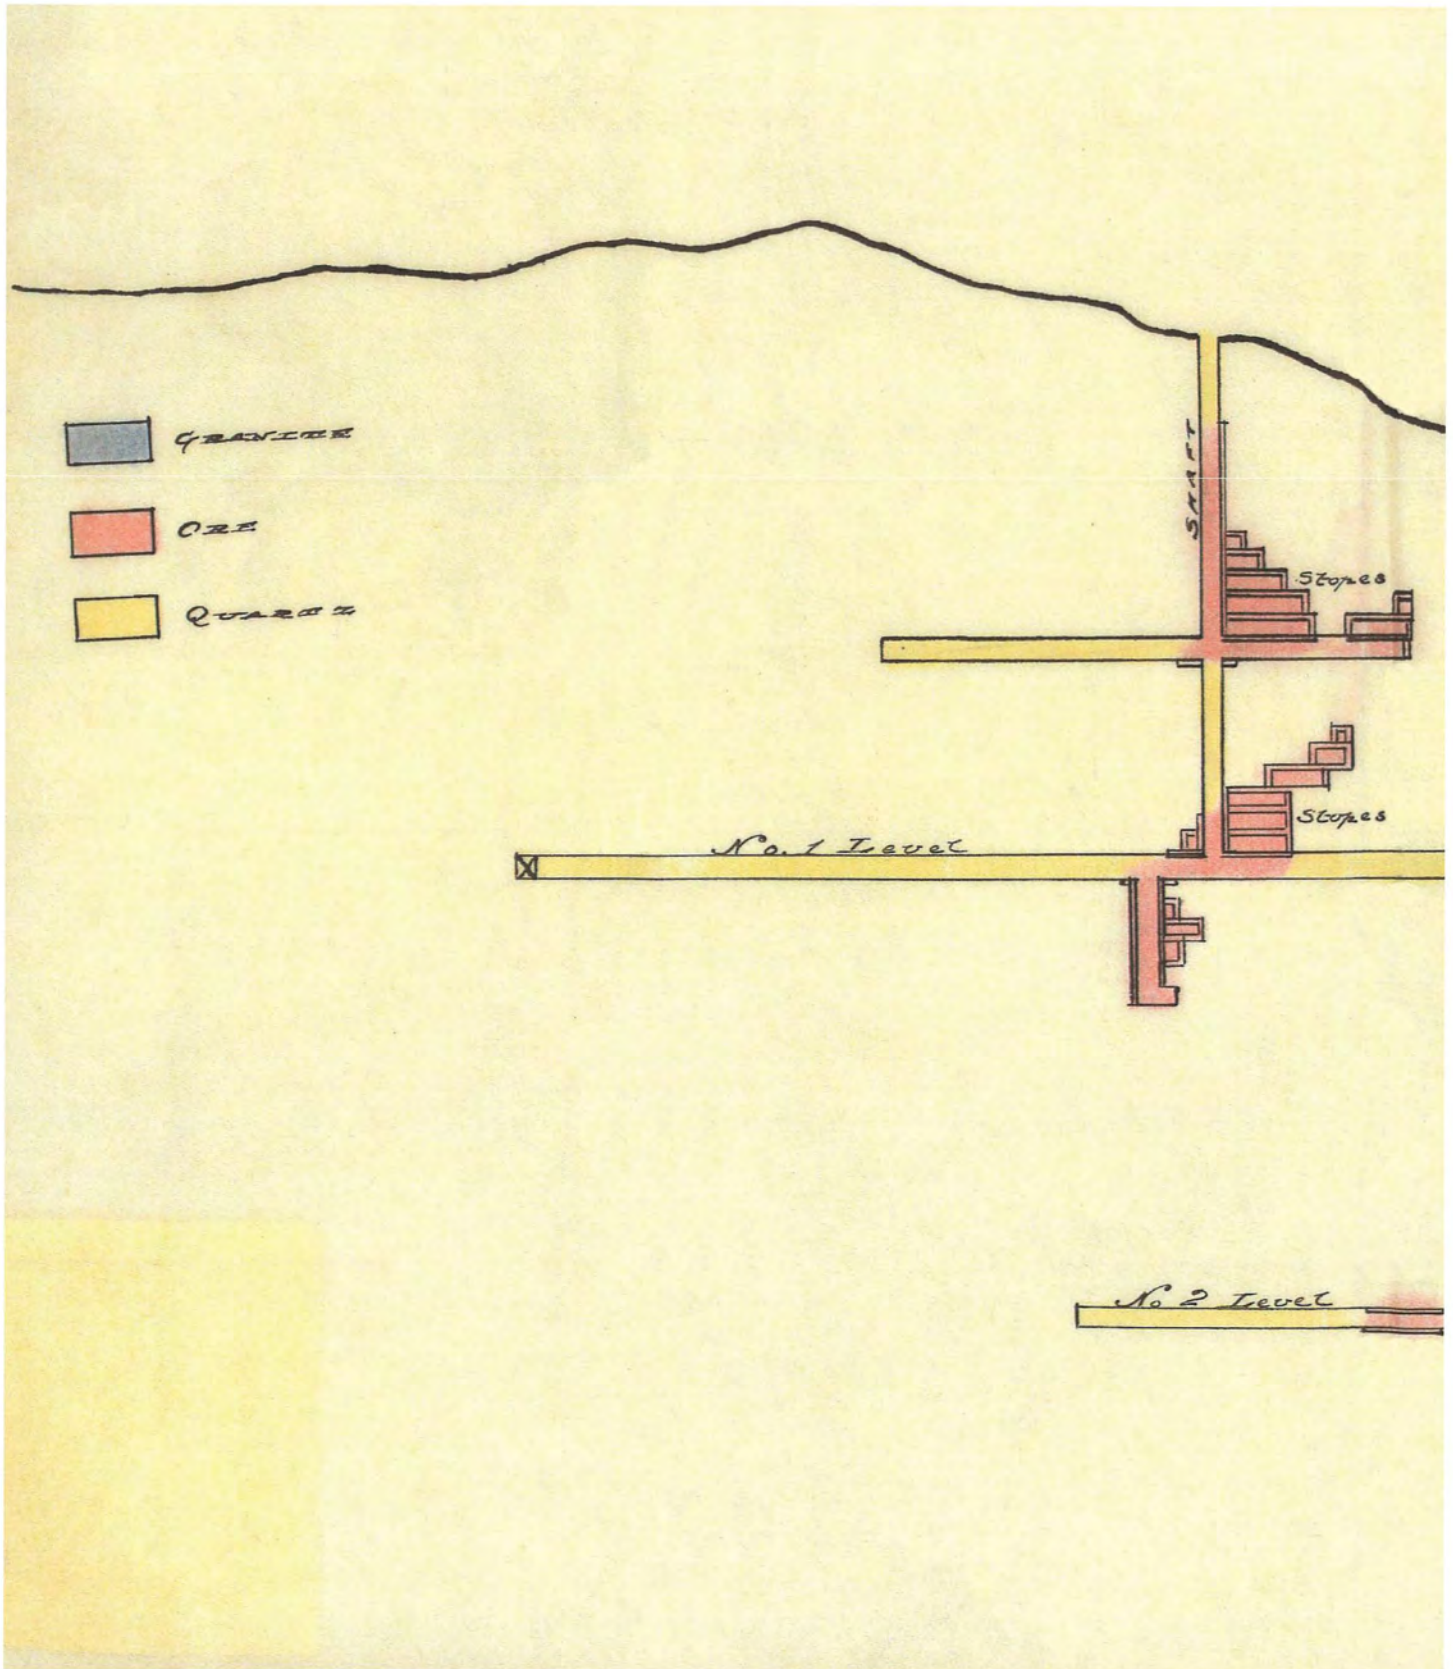 GRANITE
ORE
QUARTZ
SHAFT
Stopes
Stopes
No. 1 Level
No 2 Level